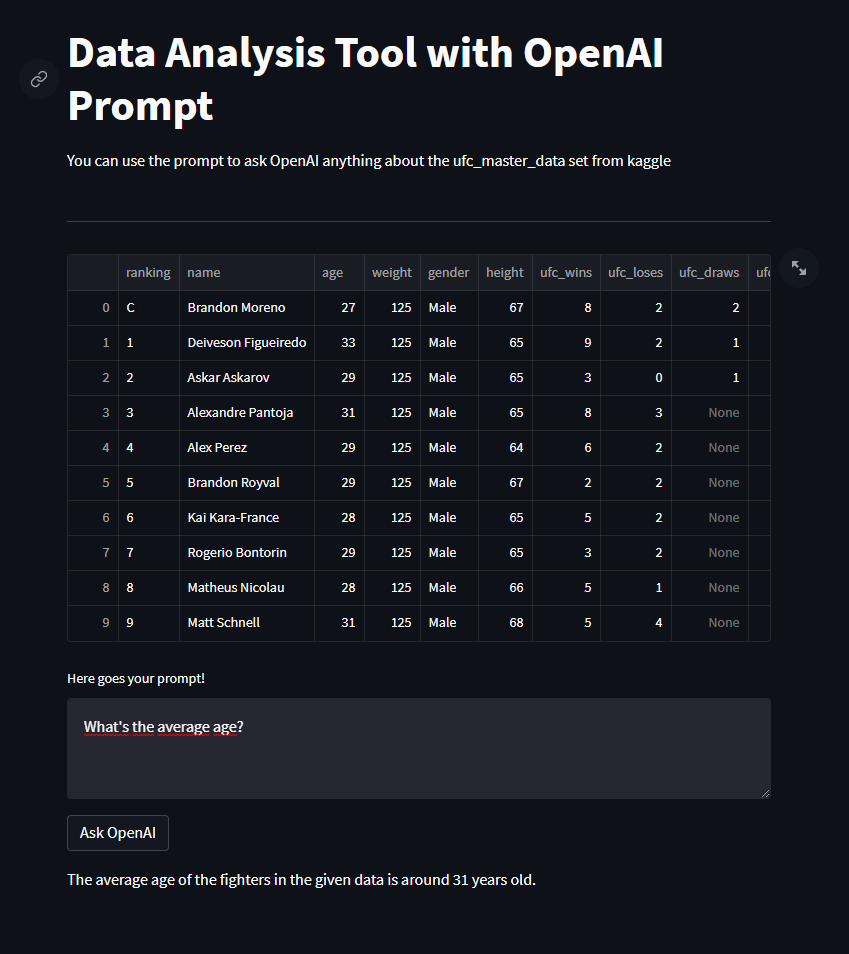 Data Analysis Tool with OpenAI
Prompt
You can use the prompt to ask OpenAI anything about the ufc_master_data set from kaggle
ranking name age weight gender height ufc_wins ufc_loses ufc_draws
0 C Brandon Moreno 27 125 Male 67 8 2 2
1 1 Deiveson Figueiredo 33 125 Male 65 9 2 1
2 2 Askar Askarov 29 125 Male 65 3 0 1
3 3 Alexandre Pantoja 31 125 Male 65 8 3 None
4 4 Alex Perez 29 125 Male 64 6 2 None
5 5 Brandon Royval 29 125 Male 67 2 2 None
6 6 Kai Kara-France 28 125 Male 65 5 2 None
7 7 Rogerio Bontorin 29 125 Male 65 3 2 None
8 8 Matheus Nicolau 28 125 Male 66 5 1 None
9 9 Matt Schnell 31 125 Male 68 5 4 None
Here goes your prompt!
What's the average age?
Ask OpenAI
The average age of the fighters in the given data is around 31 years old.